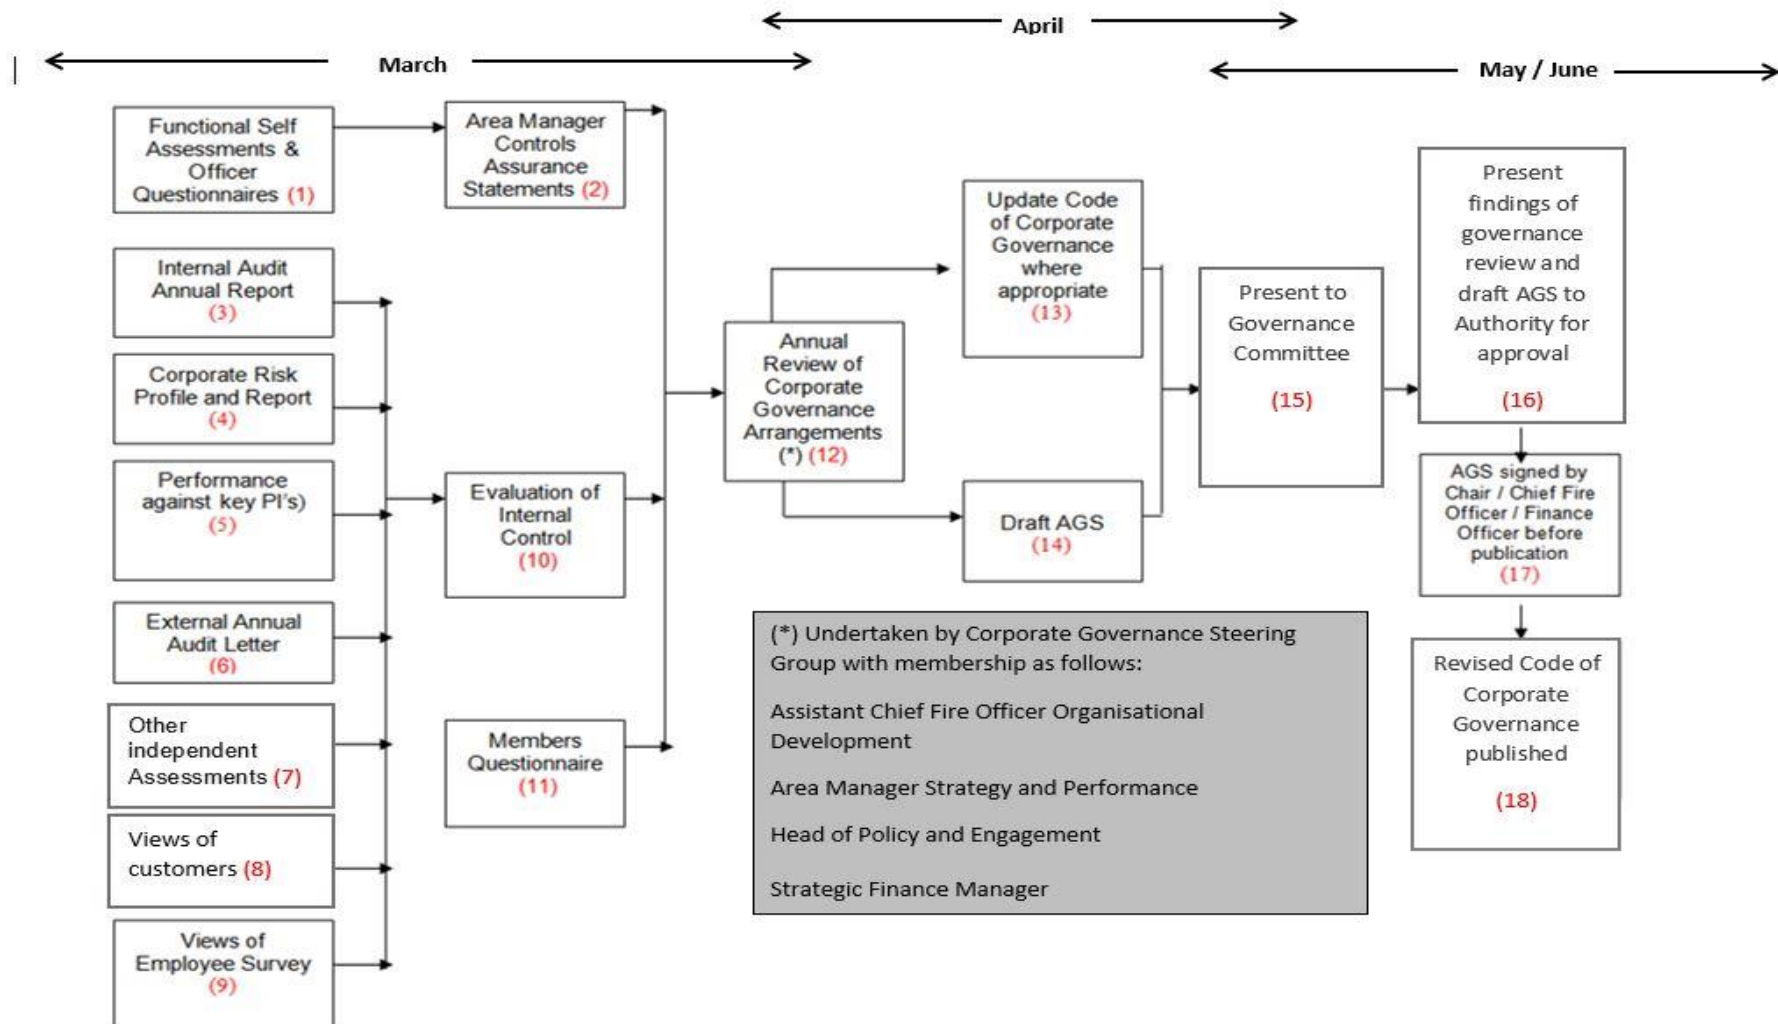 April
March
May / June
Functional Self
Assessments &
Officer
Questionnaires (1)
Area Manager
Controls
Assurance
Statements (2)
Internal Audit
Annual Report
(3)
Corporate Risk
Profile and Report
(4)
Performance
against key PI's)
(5)
External Annual
Audit Letter
(6)
Other
independent
Assessments (7)
Views of
customers (8)
Views of
Employee Survey
(9)
Evaluation of
Internal
Control
(10)
Members
Questionnaire
(11)
Annual
Review of
Corporate
Governance
Arrangements
(*) (12)
Update Code
of Corporate
Governance
where
appropriate
(13)
Draft AGS
(14)
Present to
Governance
Committee
(15)
Present
findings of
governance
review and
draft AGS to
Authority for
approval
(16)
AGS signed by
Chair / Chief Fire
Officer / Finance
Officer before
publication
(17)
Revised Code of
Corporate
Governance
published
(18)
(*) Undertaken by Corporate Governance Steering
Group with membership as follows:
Assistant Chief Fire Officer Organisational
Development
Area Manager Strategy and Performance
Head of Policy and Engagement
Strategic Finance Manager